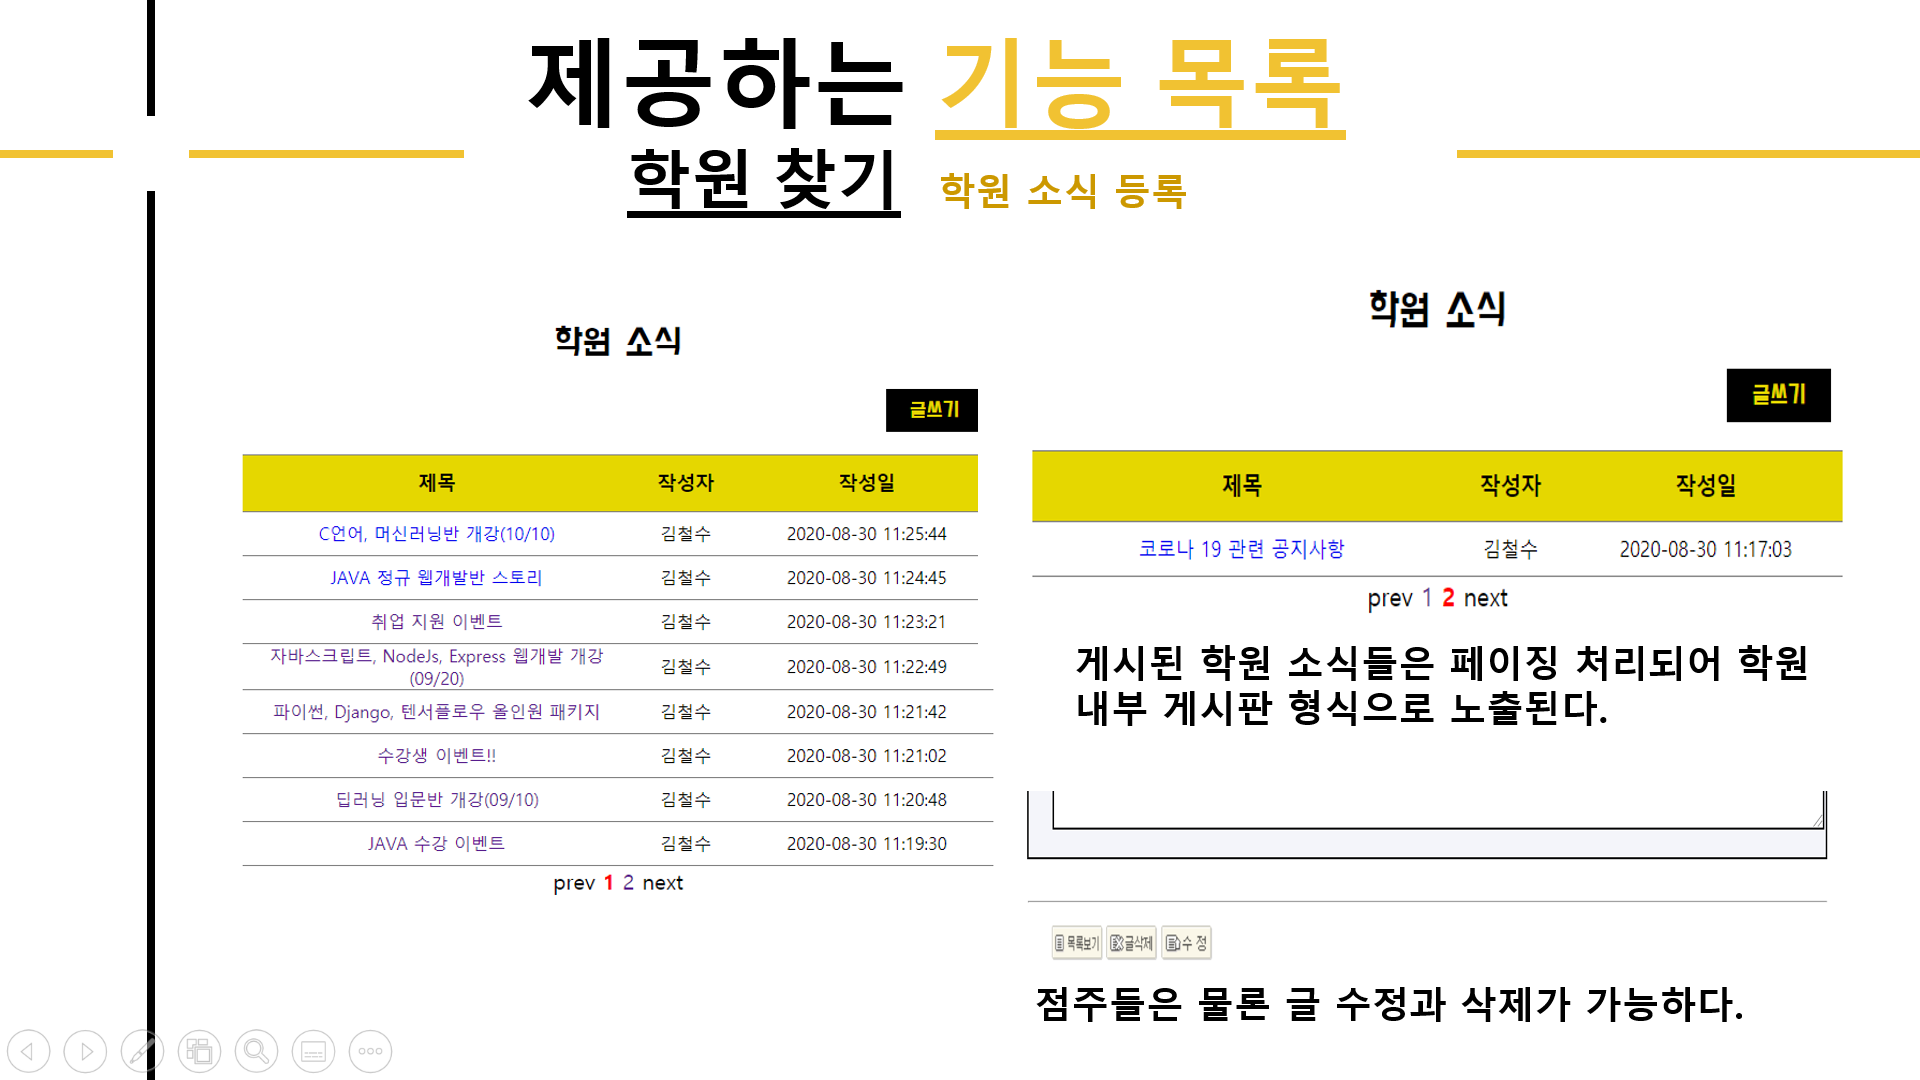 제공하는 기능 목록
학원 찾기 학원 소식 등록
학원 소식
글쓰기
제목 작성자 작성일
C언어, 머신러닝반 개강(10/10) 김철수 2020-08-30 11:25:44
JAVA 정규 웹개발반 스토리 김철수 2020-08-30 11:24:45
취업 지원 이벤트 김철수 2020-08-30 11:23:21
자바스크립트, NodeJs, Express 웹개발 개강
(09/20) 김철수 2020-08-30 11:22:49
파이썬, Django, 텐서플로우 올인원 패키지 김철수 2020-08-30 11:21:42
수강생 이벤트!! 김철수 2020-08-30 11:21:02
딥러닝 입문반 개강(09/10) 김철수 2020-08-30 11:20:48
JAVA 수강 이벤트 김철수 2020-08-30 11:19:30
prev 1 2 next
학원 소식
글쓰기
제목 작성자 작성일
코로나 19 관련 공지사항 김철수 2020-08-30 11:17:03
prev 1 2 next
게시된 학원 소식들은 페이징 처리되어 학원
내부 게시판 형식으로 노출된다.
목록보기 글삭제 수 정
점주들은 물론 글 수정과 삭제가 가능하다.